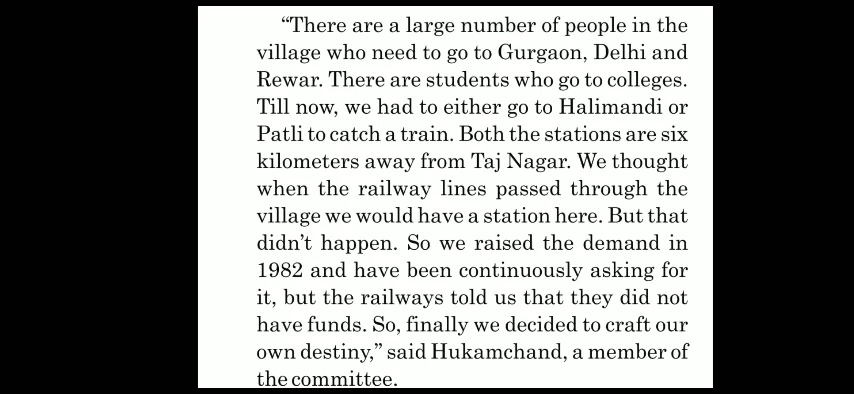 “There are a large number of people in the
village who need to go to Gurgaon, Delhi and
Rewar. There are students who go to colleges.
Till now, we had to either go to Halimandi or
Patli to catch a train. Both the stations are six
kilometers away from Taj Nagar. We thought
when the railway lines passed through the
village we would have a station here. But that
didn’t happen. So we raised the demand in
1982 and have been continuously asking for
it, but the railways told us that they did not
have funds. So, finally we decided to craft our
own destiny,” said Hukamchand, a member of
the committee.